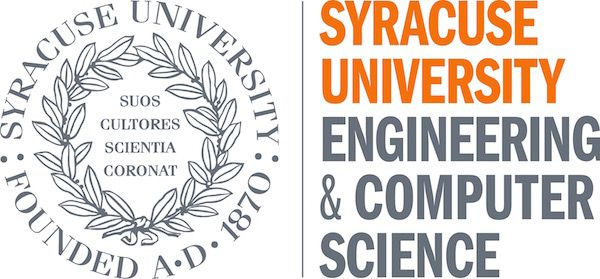 SYRACUSE UNIVERSITY
FOUNDED A·D·1870
SUOS
CULTORES
SCIENTIA
CORONAT
SYRACUSE
UNIVERSITY
ENGINEERING
& COMPUTER
SCIENCE